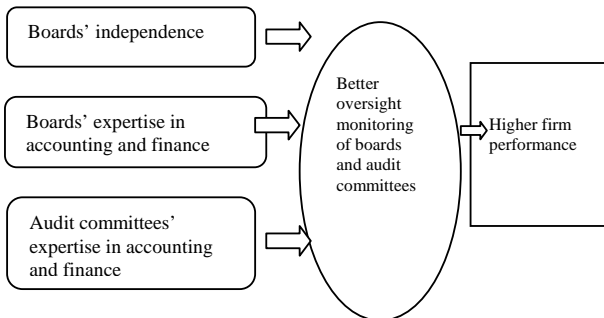 Boards’ independence
Boards’ expertise in
accounting and finance
Audit committees’
expertise in accounting
and finance
Better
oversight
monitoring
of boards
and audit
committees
Higher firm
performance